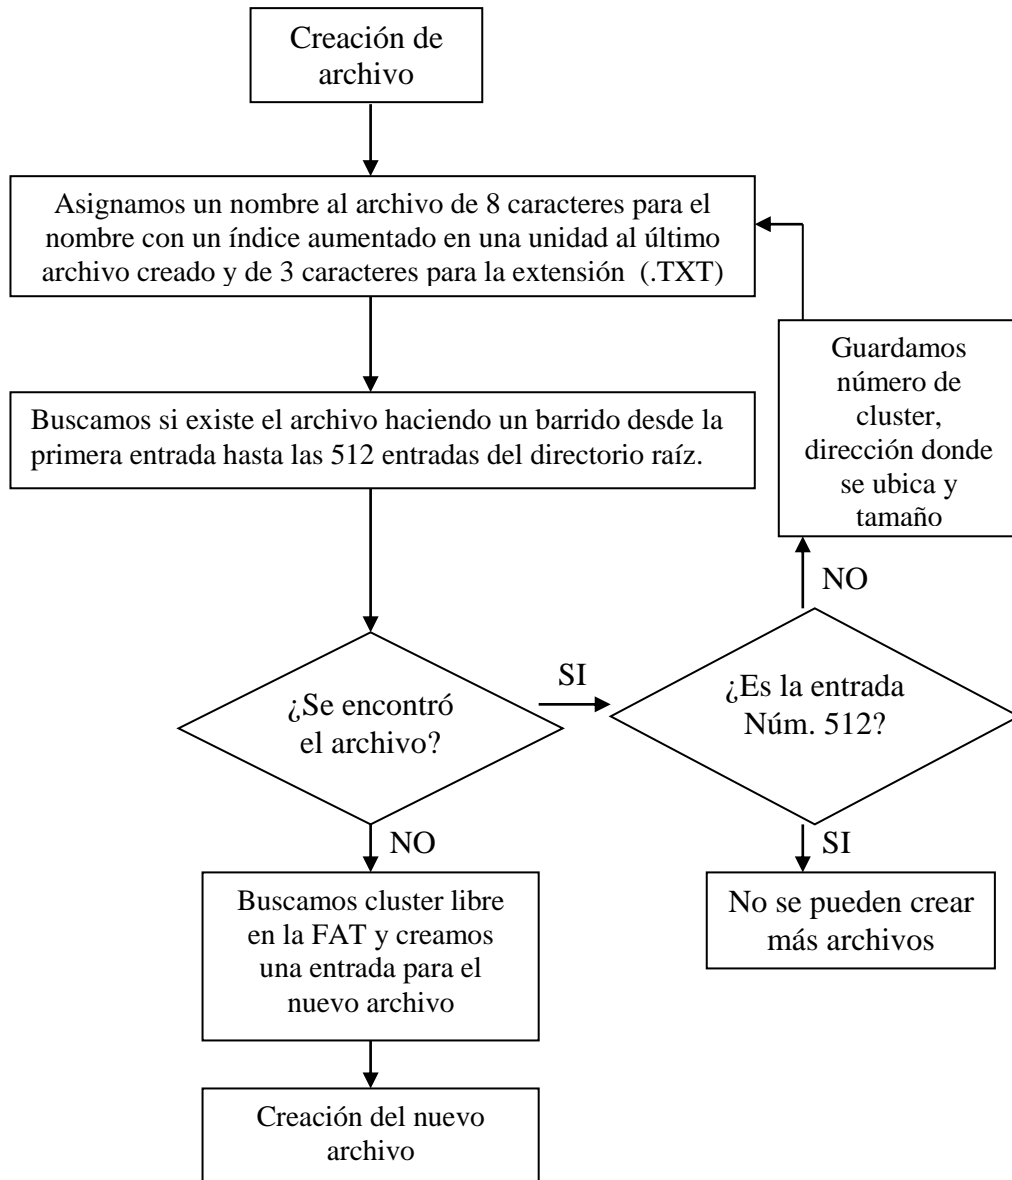 Creación de
archivo
Asignamos un nombre al archivo de 8 caracteres para el
nombre con un índice aumentado en una unidad al último
archivo creado y de 3 caracteres para la extensión (.TXT)
Buscamos si existe el archivo haciendo un barrido desde la
primera entrada hasta las 512 entradas del directorio raíz.
Guardamos
número de
cluster,
dirección donde
se ubica y
tamaño
NO
¿Se encontró
el archivo?
SI
¿Es la entrada
Núm. 512?
NO
SI
Buscamos cluster libre
en la FAT y creamos
una entrada para el
nuevo archivo
No se pueden crear
más archivos
Creación del nuevo
archivo